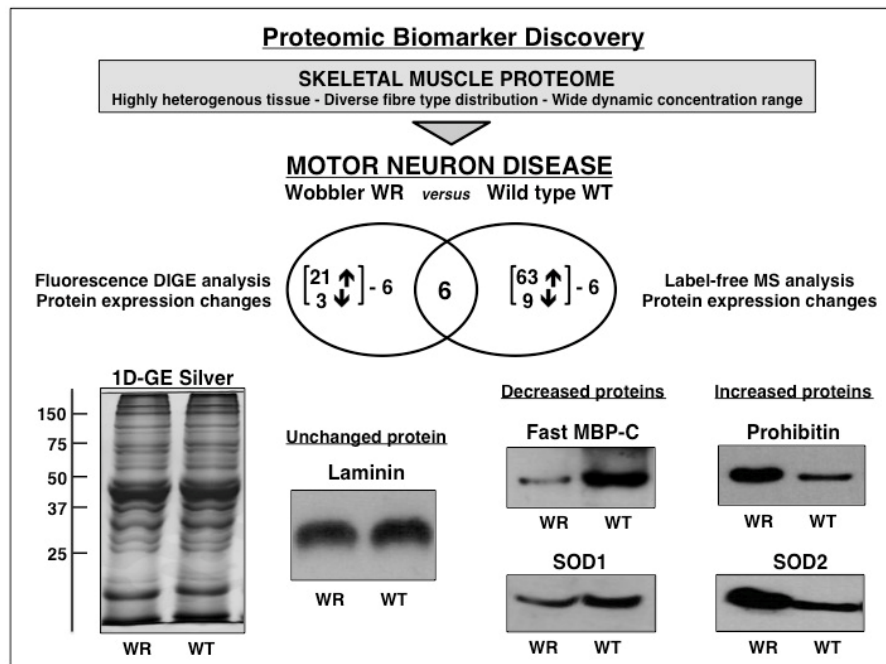 Proteomic Biomarker Discovery
SKELETAL MUSCLE PROTEOME
Highly heterogenous tissue - Diverse fibre type distribution - Wide dynamic concentration range
MOTOR NEURON DISEASE
Wobbler WR versus Wild type WT
Fluorescence DIGE analysis
Protein expression changes
[21 ↑
3 ↓] - 6
6
[63 ↑
9 ↓] - 6
Label-free MS analysis
Protein expression changes
1D-GE Silver
150
75
50
37
25
WR WT
Unchanged protein
Laminin
WR WT
Decreased proteins
Fast MBP-C
WR WT
SOD1
WR WT
Increased proteins
Prohibitin
WR WT
SOD2
WR WT